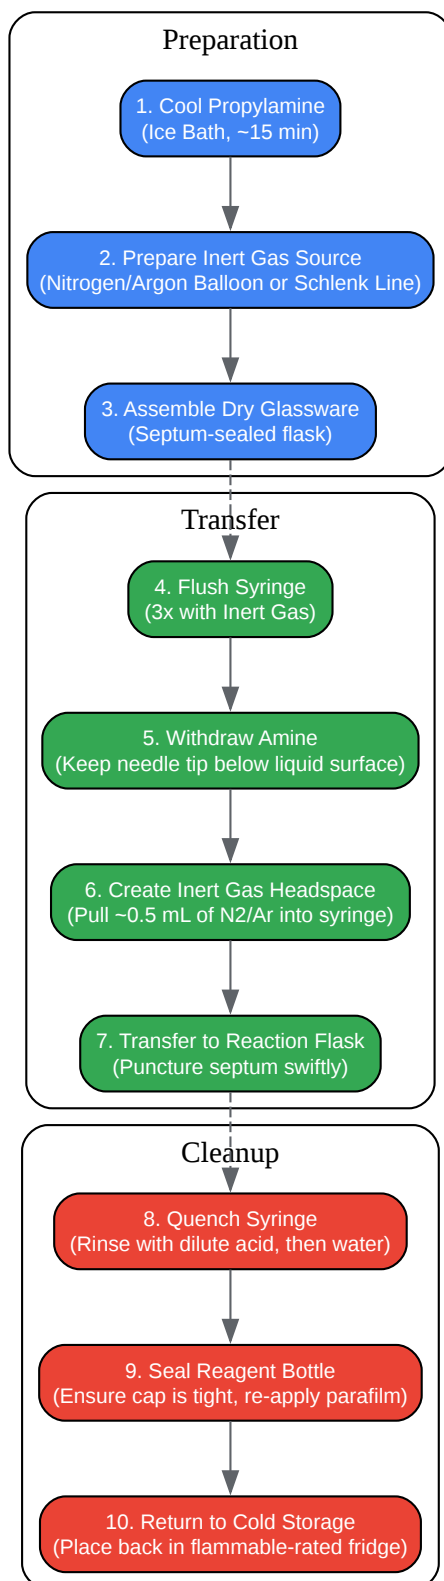 Preparation
1. Cool Propylamine
(Ice Bath, ~15 min)
2. Prepare Inert Gas Source
(Nitrogen/Argon Balloon or Schlenk Line)
3. Assemble Dry Glassware
(Septum-sealed flask)
Transfer
4. Flush Syringe
(3x with Inert Gas)
5. Withdraw Amine
(Keep needle tip below liquid surface)
6. Create Inert Gas Headspace
(Pull ~0.5 mL of N2/Ar into syringe)
7. Transfer to Reaction Flask
(Puncture septum swiftly)
Cleanup
8. Quench Syringe
(Rinse with dilute acid, then water)
9. Seal Reagent Bottle
(Ensure cap is tight, re-apply parafilm)
10. Return to Cold Storage
(Place back in flammable-rated fridge)